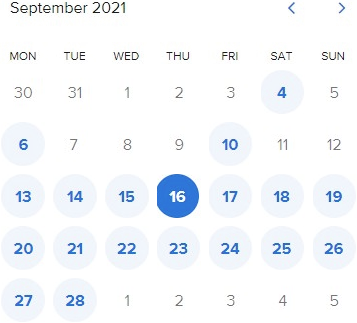 September 2021
MON TUE WED THU FRI SAT SUN
30 31 1 2 3 4 5
6 7 8 9 10 11 12
13 14 15 16 17 18 19
20 21 22 23 24 25 26
27 28 1 2 3 4 5